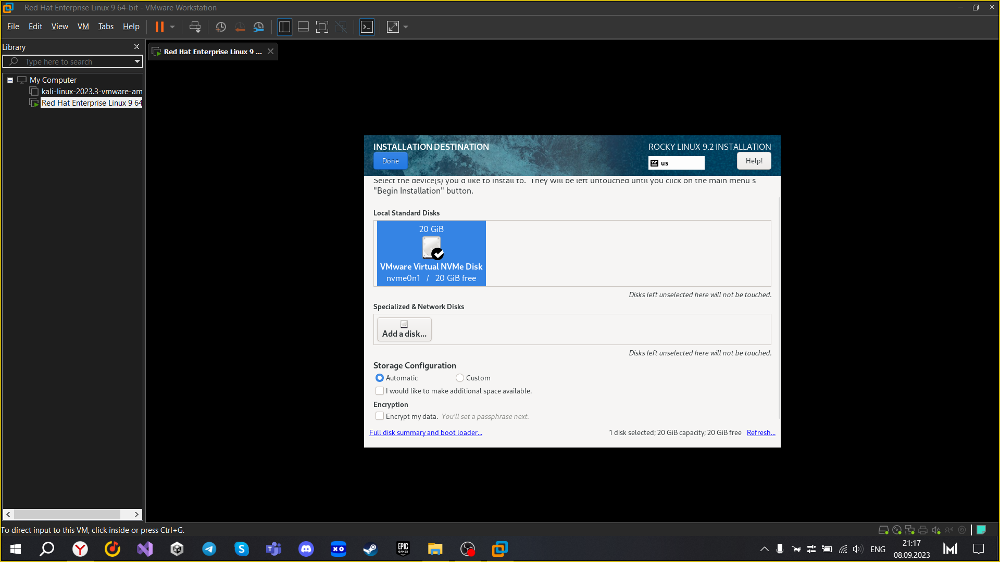 Red Hat Enterprise Linux 9 64-bit - VMware Workstation
File Edit View VM Tabs Help
Library
Type here to search
My Computer
kali-linux-2023.3-vmware-am
Red Hat Enterprise Linux 9 64
Red Hat Enterprise Linux 9 ...
INSTALLATION DESTINATION
ROCKY LINUX 9.2 INSTALLATION
Done
us
Help!
Select the device(s) you'd like to install to. They will be left untouched until you click on the main menu's
"Begin Installation" button.
Local Standard Disks
20 GiB
VMware Virtual NVMe Disk
nvme0n1 / 20 GiB free
Disks left unselected here will not be touched.
Specialized & Network Disks
Add a disk...
Disks left unselected here will not be touched.
Storage Configuration
Automatic Custom
I would like to make additional space available.
Encryption
Encrypt my data. You'll set a passphrase next.
Full disk summary and boot loader...
1 disk selected; 20 GiB capacity; 20 GiB free Refresh...
To direct input to this VM, click inside or press Ctrl+G.
XO
EPIC
GAMES
ENG
21:17
08.09.2023